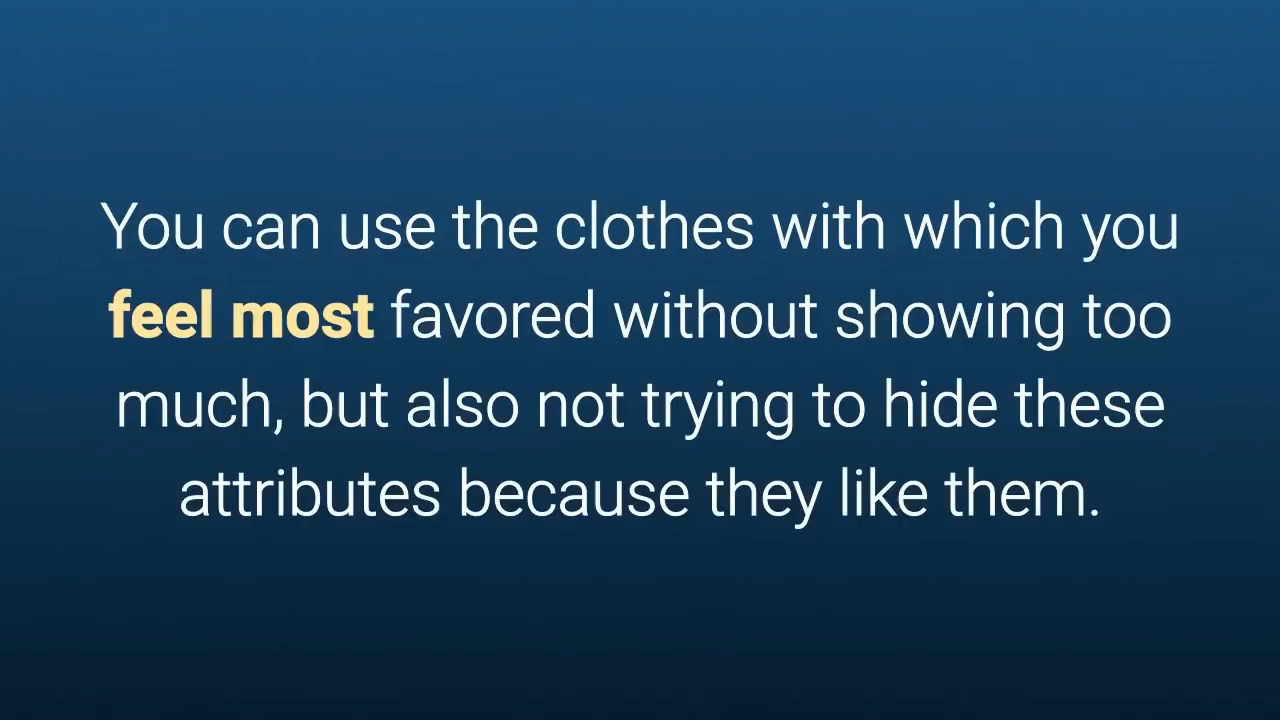 You can use the clothes with which you
feel most favored without showing too
much, but also not trying to hide these
attributes because they like them.